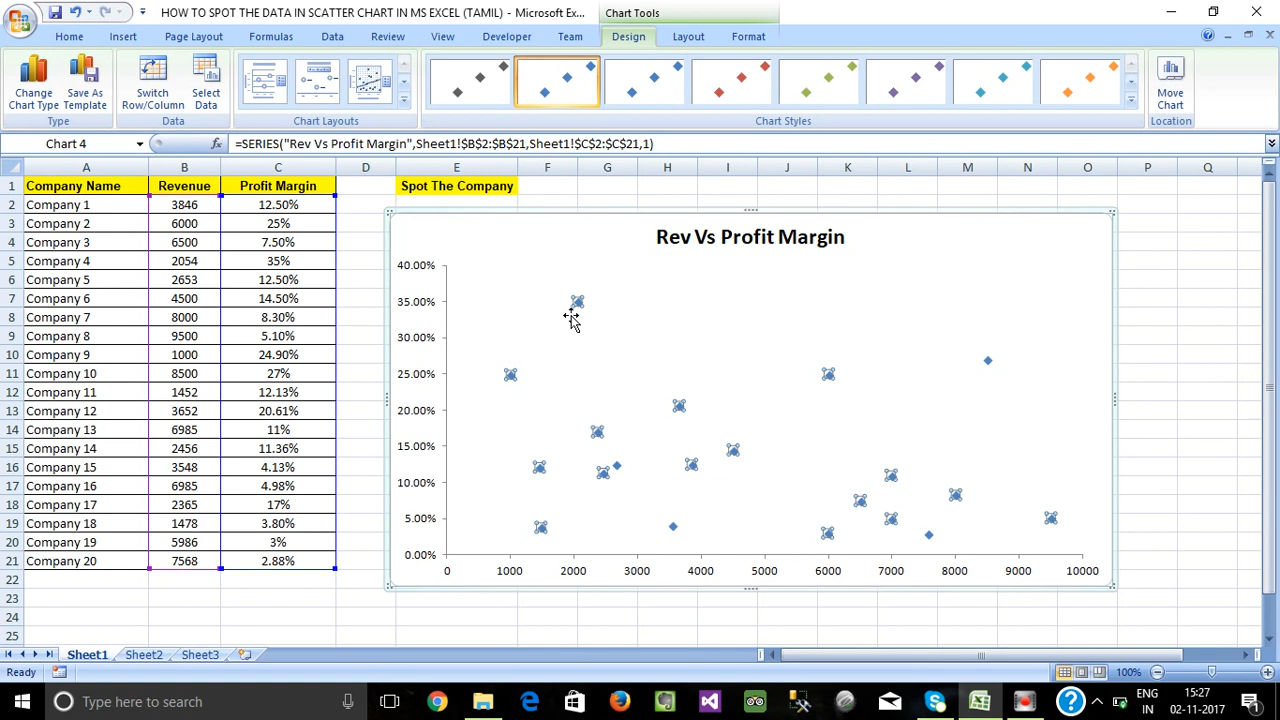 HOW TO SPOT THE DATA IN SCATTER CHART IN MS EXCEL (TAMIL) - Microsoft Ex...
Chart Tools
Home Insert Page Layout Formulas Data Review View Developer Team Design Layout Format
Change Chart Type
Save As Template
Switch Row/Column
Select Data
Move Chart
Type Data Chart Layouts Chart Styles Location
Chart 4 =SERIES("Rev Vs Profit Margin",Sheet1!$B$2:$B$21,Sheet1!$C$2:$C$21,1)
A B C D E F G H I J K L M N O P Q
1 Company Name Revenue Profit Margin Spot The Company
2 Company 1 3846 12.50%
3 Company 2 6000 25%
4 Company 3 6500 7.50%
5 Company 4 2054 35%
6 Company 5 2653 12.50%
7 Company 6 4500 14.50%
8 Company 7 8000 8.30%
9 Company 8 9500 5.10%
10 Company 9 1000 24.90%
11 Company 10 8500 27%
12 Company 11 1452 12.13%
13 Company 12 3652 20.61%
14 Company 13 6985 11%
15 Company 14 2456 11.36%
16 Company 15 3548 4.13%
17 Company 16 6985 4.98%
18 Company 17 2365 17%
19 Company 18 1478 3.80%
20 Company 19 5986 3%
21 Company 20 7568 2.88%
22
23
24
25
Rev Vs Profit Margin
40.00%
35.00%
30.00%
25.00%
20.00%
15.00%
10.00%
5.00%
0.00%
0 1000 2000 3000 4000 5000 6000 7000 8000 9000 10000
Sheet1 Sheet2 Sheet3
Ready 100%
Type here to search
ENG
IN
15:27
02-11-2017
1